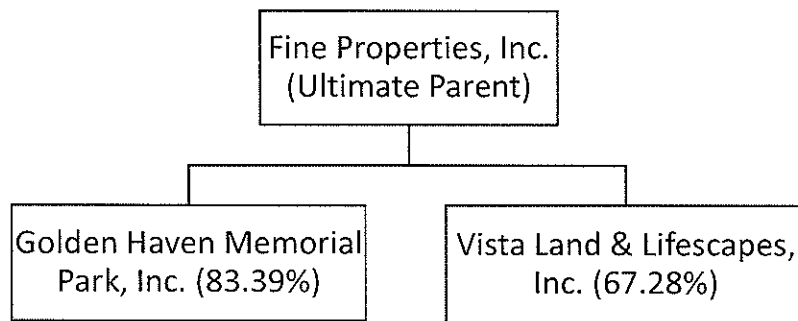 Fine Properties, Inc.
(Ultimate Parent)
Golden Haven Memorial
Park, Inc. (83.39%)
Vista Land & Lifescapes,
Inc. (67.28%)